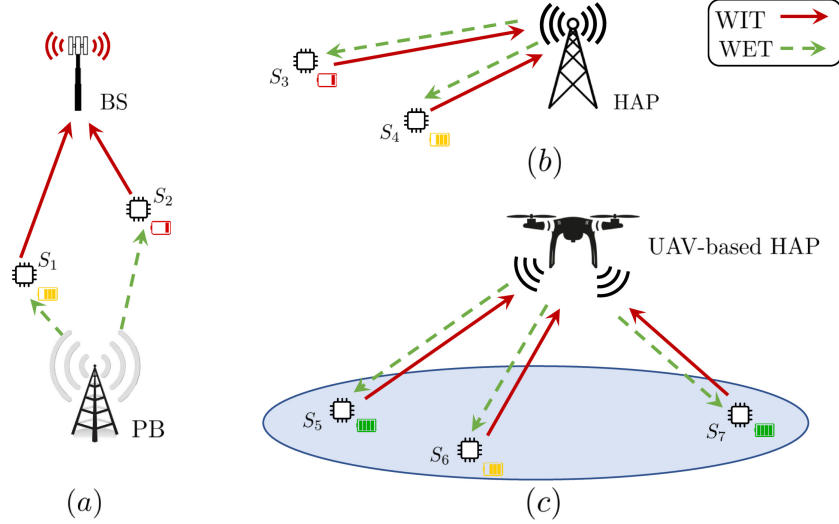 BS
S1
S2
PB
(a)
S3
S4
HAP
(b)
WIT
WET
UAV-based HAP
S5
S6
S7
(c)